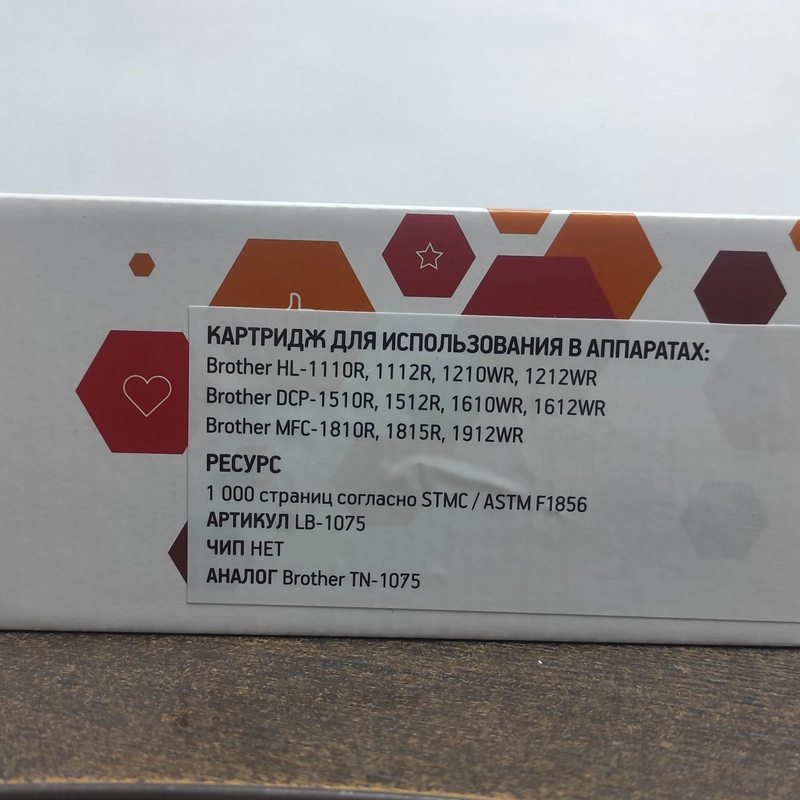 КАРТРИДЖ ДЛЯ ИСПОЛЬЗОВАНИЯ В АППАРАТАХ:
Brother HL-1110R, 1112R, 1210WR, 1212WR
Brother DCP-1510R, 1512R, 1610WR, 1612WR
Brother MFC-1810R, 1815R, 1912WR
РЕСУРС
1 000 страниц согласно STMC / ASTM F1856
АРТИКУЛ LB-1075
ЧИП НЕТ
АНАЛОГ Brother TN-1075